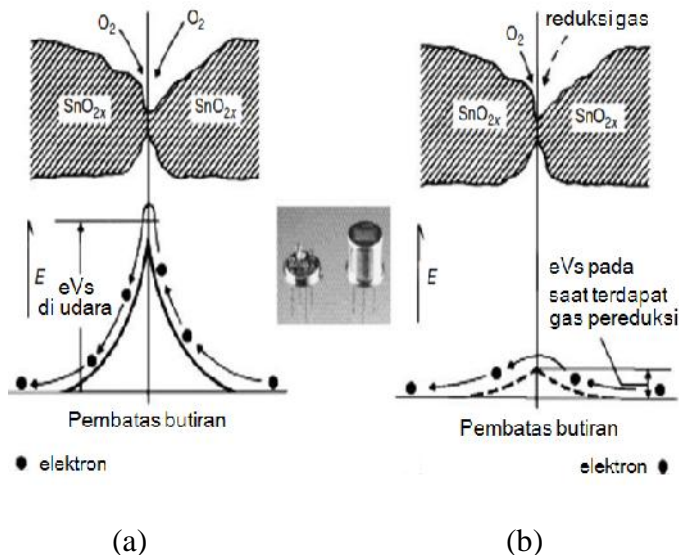 O₂ O₂
SnO₂ₓ SnO₂ₓ
E
eVs
di udara
Pembatas butiran
● elektron
(a)
reduksi gas
O₂
SnO₂ₓ SnO₂ₓ
E
eVs pada
saat terdapat
gas pereduksi
Pembatas butiran
elektron ●
(b)